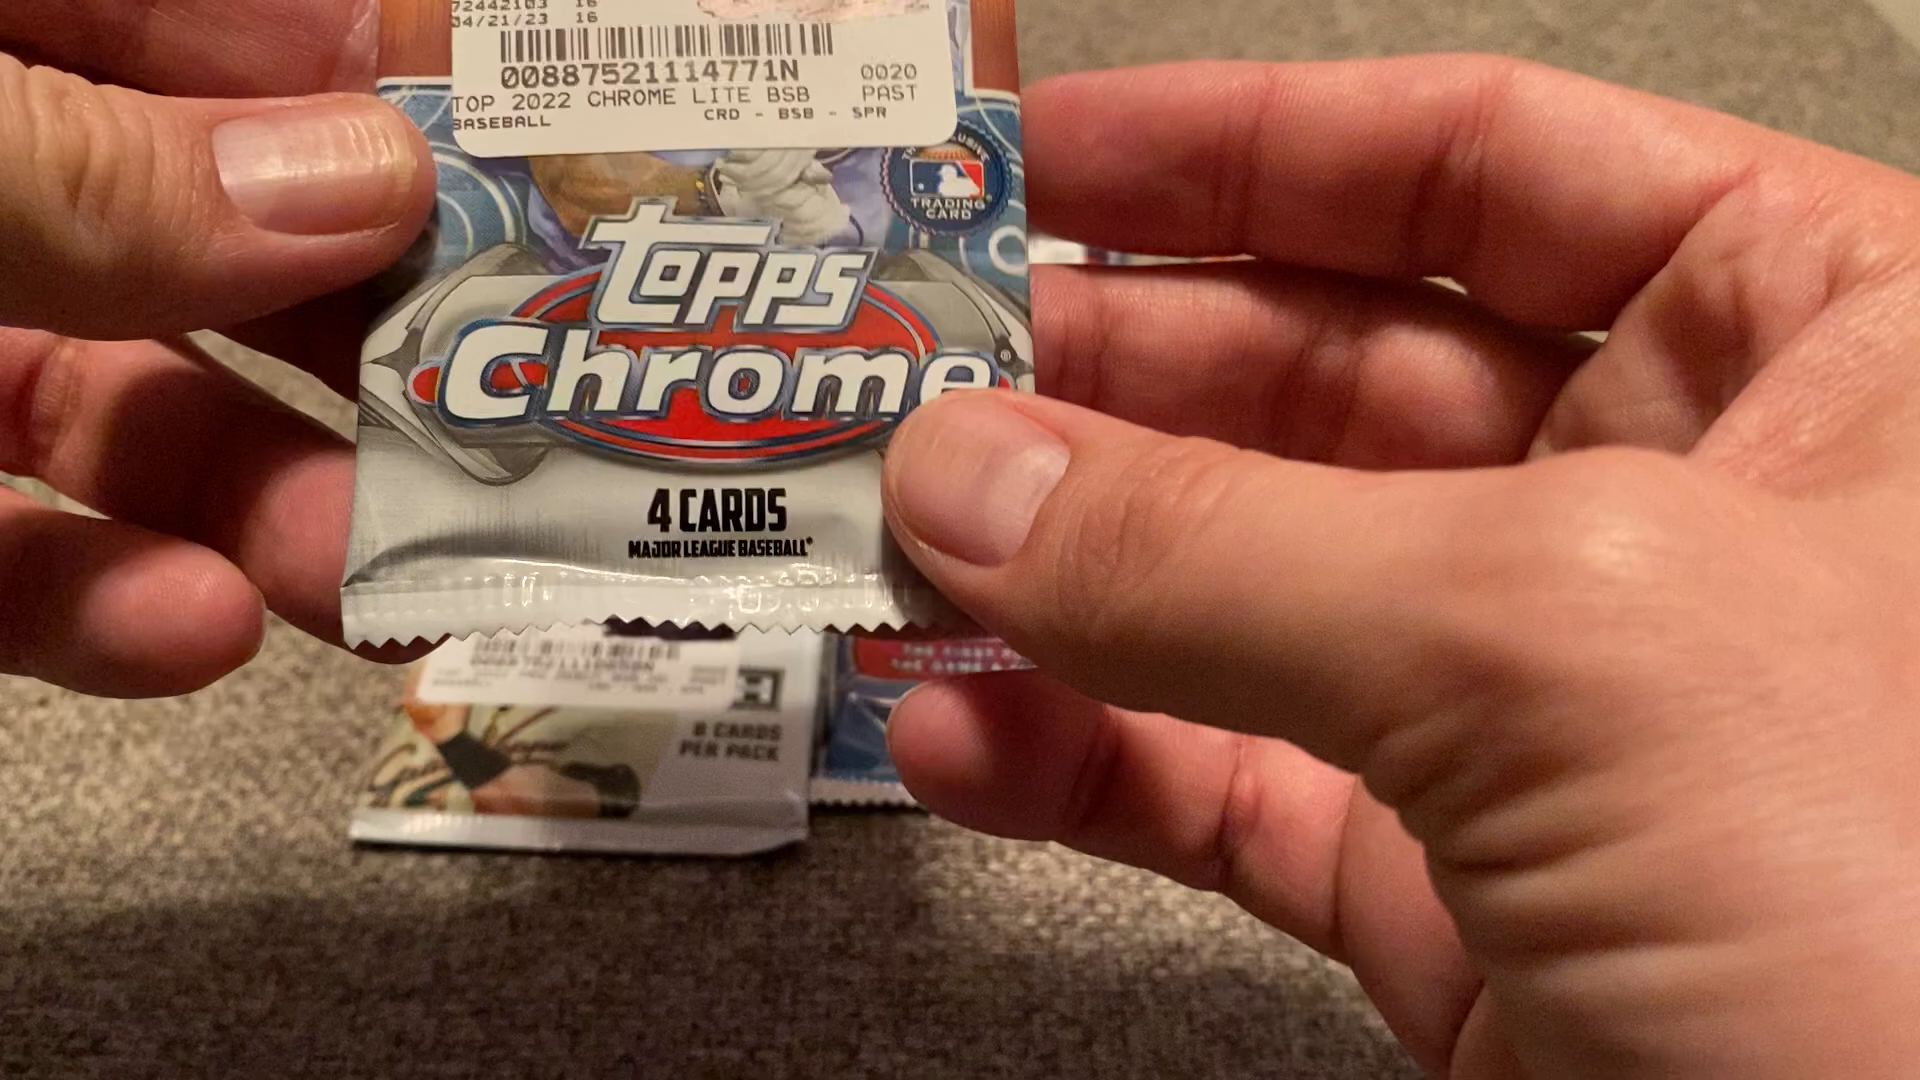 72442103 16
04/21/23 16
00887521114771N 0020
TOP 2022 CHROME LITE BSB PAST
BASEBALL CRD - BSB - SPR
TRADING
CARD
topps
Chrome
4 CARDS
MAJOR LEAGUE BASEBALL®
8 CARDS
PER PACK